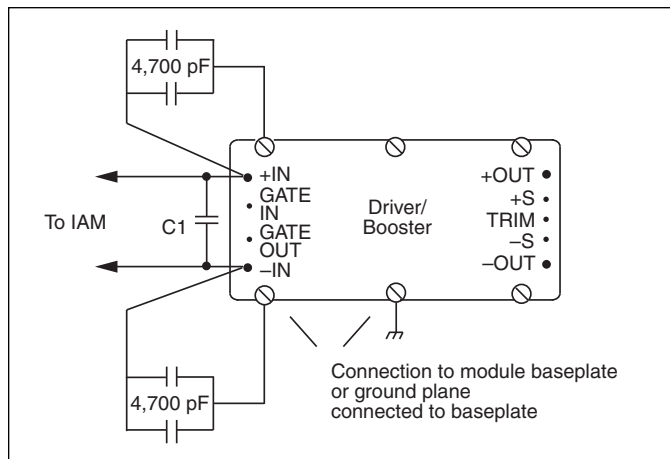 4,700 pF
+IN
GATE
IN
GATE
OUT
–IN
To IAM
C1
Driver/
Booster
+OUT
+S
TRIM
–S
–OUT
4,700 pF
Connection to module baseplate
or ground plane
connected to baseplate